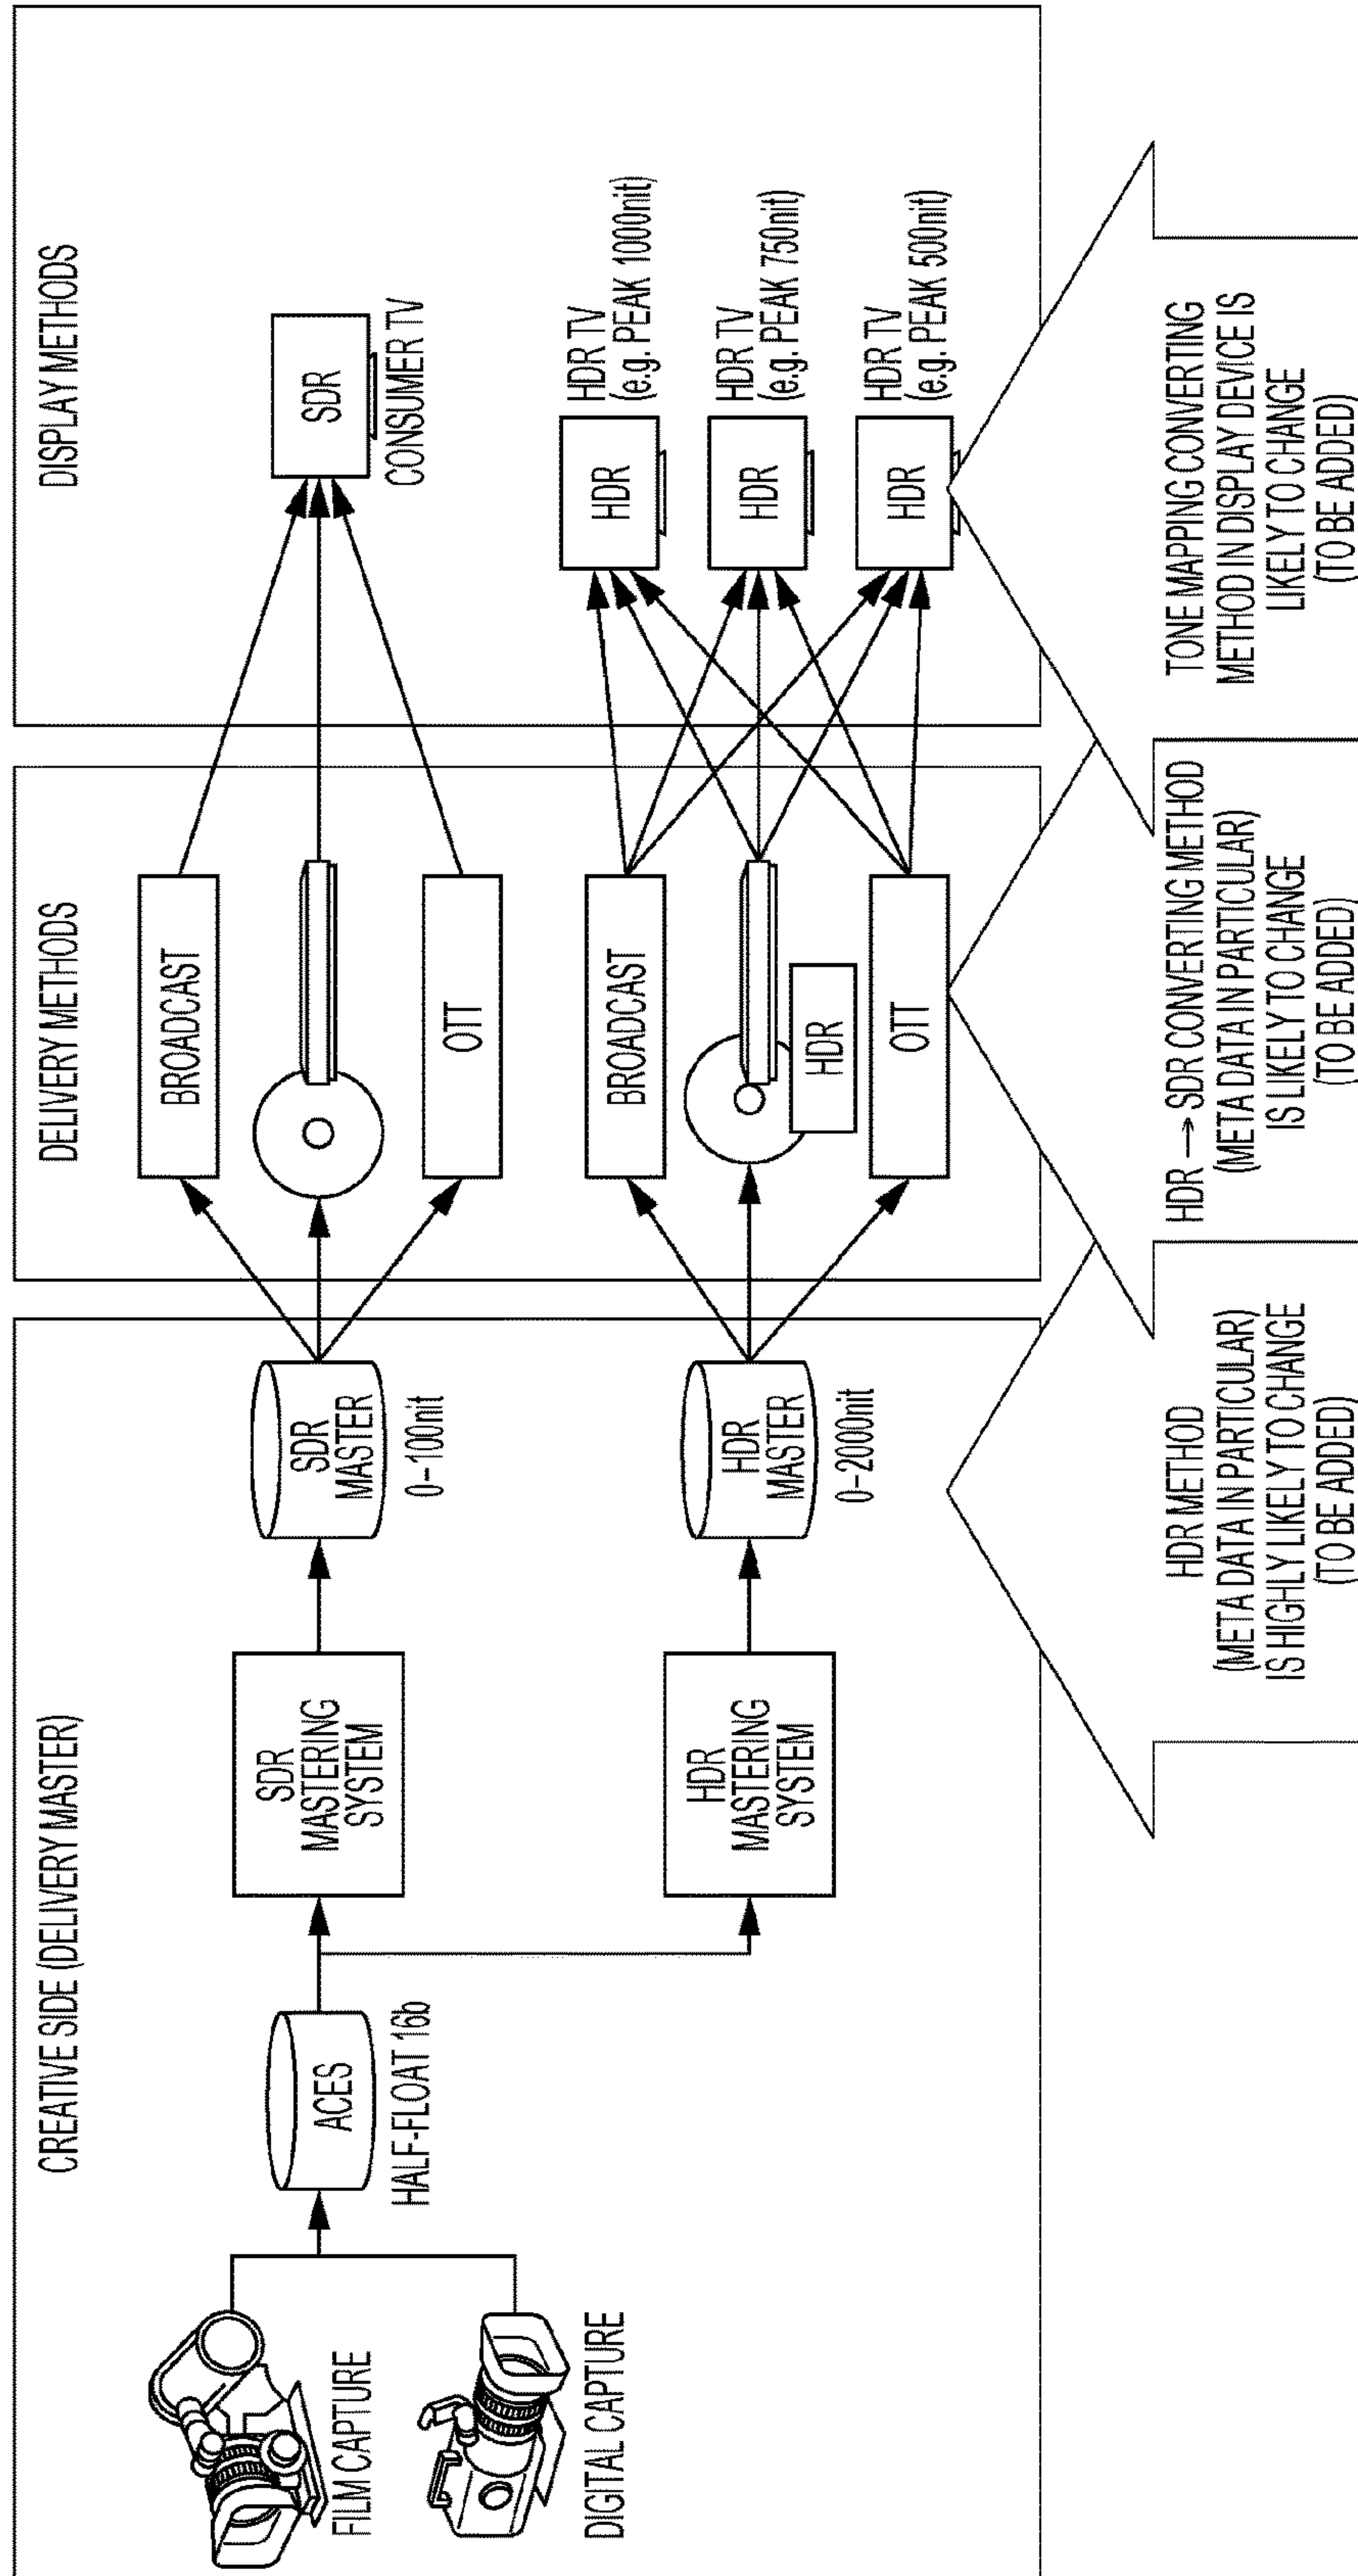 CREATIVE SIDE (DELIVERY MASTER)
FILM CAPTURE
DIGITAL CAPTURE
ACES
HALF-FLOAT 16b
SDR
MASTERING
SYSTEM
SDR
MASTER
0-100nit
HDR
MASTERING
SYSTEM
HDR
MASTER
0-2000nit
DELIVERY METHODS
BROADCAST
OTT
BROADCAST
HDR
OTT
DISPLAY METHODS
SDR
CONSUMER TV
HDR
HDR TV
(e.g. PEAK 1000nit)
HDR
HDR TV
(e.g. PEAK 750nit)
HDR
HDR TV
(e.g. PEAK 500nit)
HDR METHOD
(META DATA IN PARTICULAR)
IS HIGHLY LIKELY TO CHANGE
(TO BE ADDED)
HDR → SDR CONVERTING METHOD
(META DATA IN PARTICULAR)
IS LIKELY TO CHANGE
(TO BE ADDED)
TONE MAPPING CONVERTING
METHOD IN DISPLAY DEVICE IS
LIKELY TO CHANGE
(TO BE ADDED)